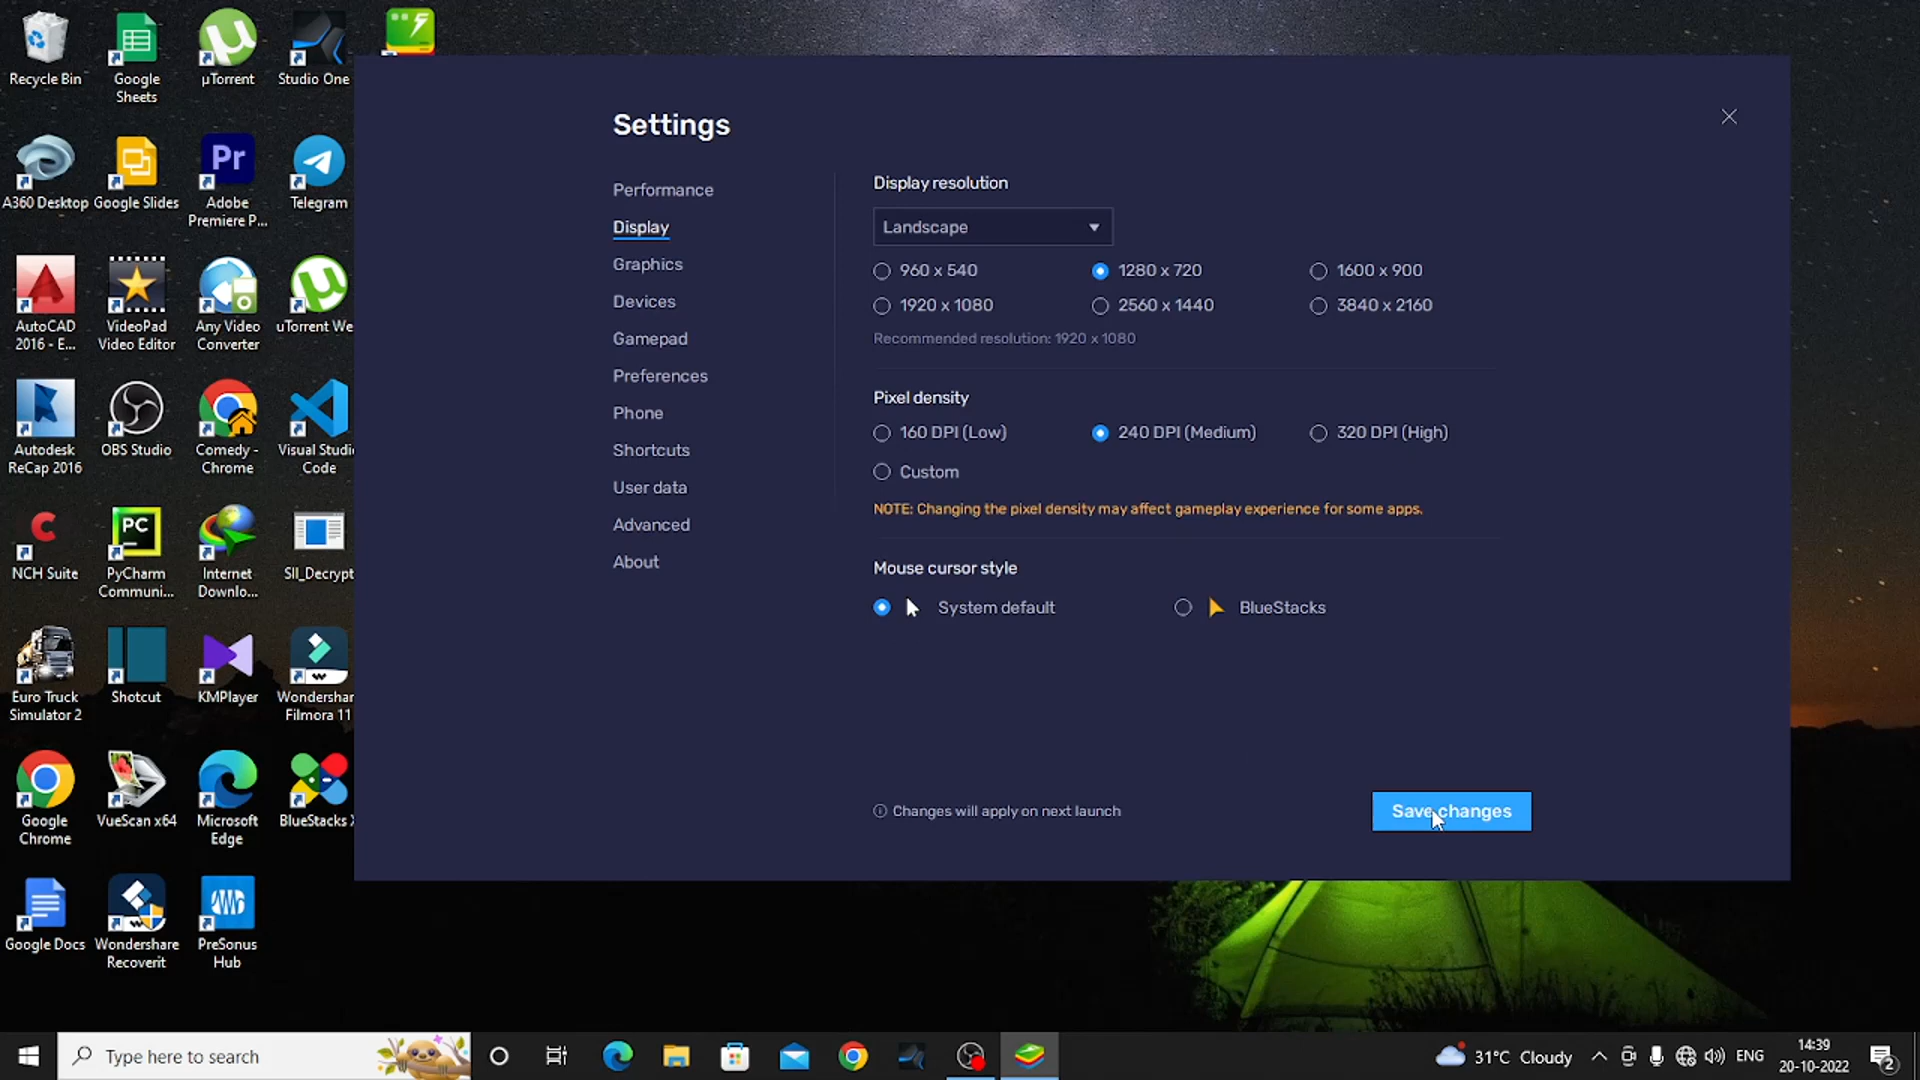 Recycle Bin
Google
Sheets
µTorrent
Studio One
A360 Desktop
Google Slides
Pr
Adobe
Premiere P...
Telegram
AutoCAD
2016 - E...
VideoPad
Video Editor
Any Video
Converter
uTorrent We
Autodesk
ReCap 2016
OBS Studio
Comedy -
Chrome
Visual Studi
Code
NCH Suite
PC
PyCharm
Communi...
Internet
Downlo...
SII_Decrypt
Euro Truck
Simulator 2
Shotcut
KMPlayer
Wondershar
Filmora 11
Google
Chrome
VueScan x64
Microsoft
Edge
BlueStacks X
Google Docs
Wondershare
Recoverit
PreSonus
Hub
Settings
Performance
Display
Graphics
Devices
Gamepad
Preferences
Phone
Shortcuts
User data
Advanced
About
Display resolution
Landscape
960 x 540
1280 x 720
1600 x 900
1920 x 1080
2560 x 1440
3840 x 2160
Recommended resolution: 1920 x 1080
Pixel density
160 DPI (Low)
240 DPI (Medium)
320 DPI (High)
Custom
NOTE: Changing the pixel density may affect gameplay experience for some apps.
Mouse cursor style
System default
BlueStacks
Changes will apply on next launch
Save changes
Type here to search
31°C Cloudy
ENG
14:39
20-10-2022
2